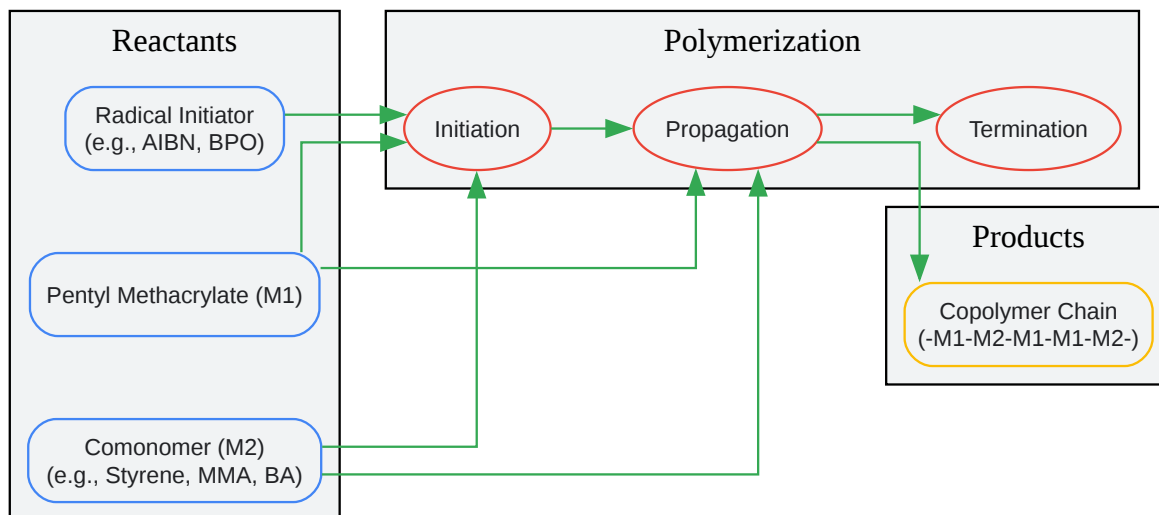 Reactants
Radical Initiator
(e.g., AIBN, BPO)
Pentyl Methacrylate (M1)
Comonomer (M2)
(e.g., Styrene, MMA, BA)
Polymerization
Initiation
Propagation
Termination
Products
Copolymer Chain
(-M1-M2-M1-M1-M2-)